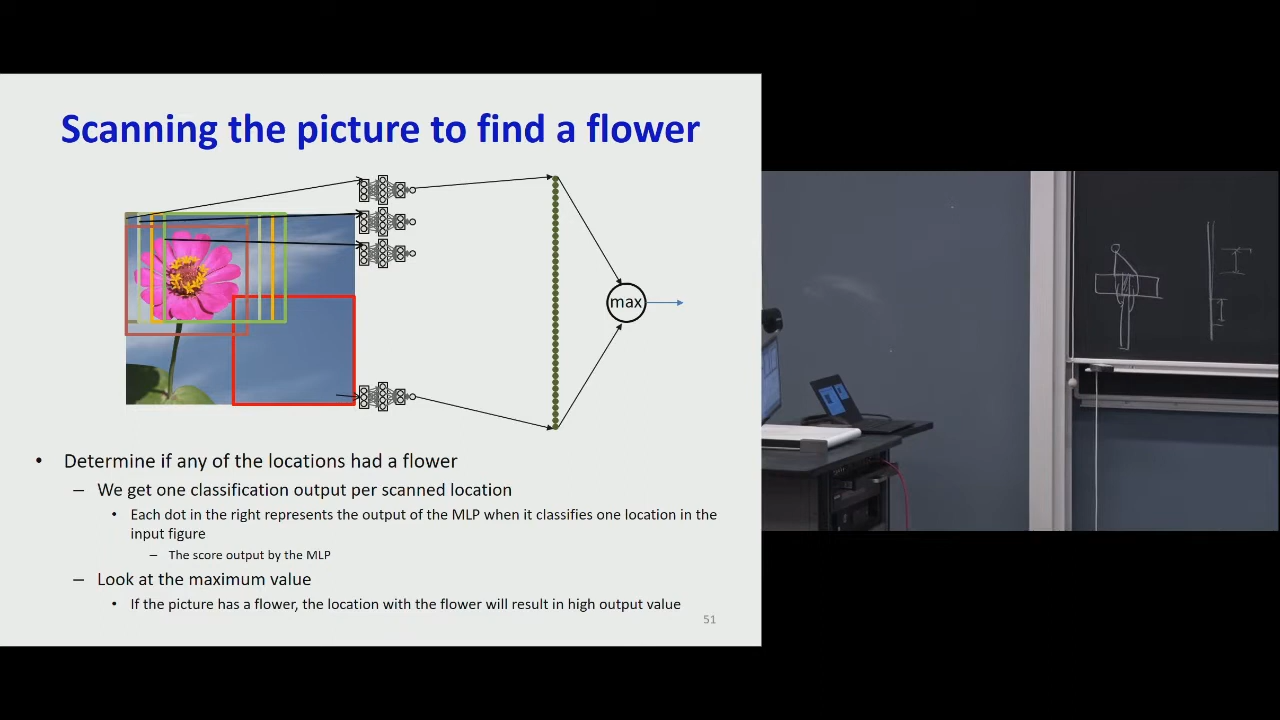 Scanning the picture to find a flower
max
• Determine if any of the locations had a flower
– We get one classification output per scanned location
• Each dot in the right represents the output of the MLP when it classifies one location in the
input figure
– The score output by the MLP
– Look at the maximum value
• If the picture has a flower, the location with the flower will result in high output value
51